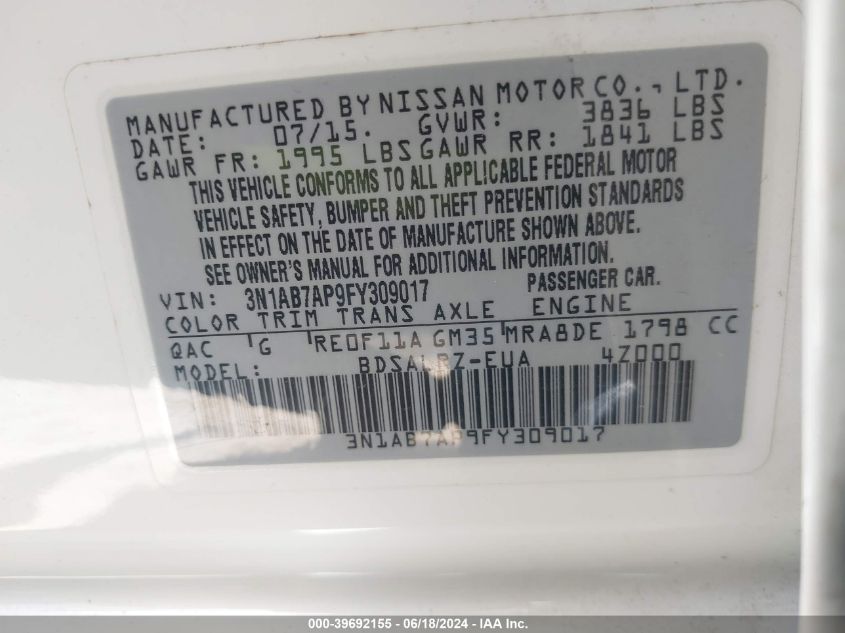 MANUFACTURED BY NISSAN MOTOR CO., LTD.
DATE: 07/15. GVWR: 3836 LBS
GAWR FR: 1995 LBS GAWR RR: 1841 LBS
THIS VEHICLE CONFORMS TO ALL APPLICABLE FEDERAL MOTOR
VEHICLE SAFETY, BUMPER AND THEFT PREVENTION STANDARDS
IN EFFECT ON THE DATE OF MANUFACTURE SHOWN ABOVE.
SEE OWNER'S MANUAL FOR ADDITIONAL INFORMATION.
VIN: 3N1AB7AP9FY309017 PASSENGER CAR.
COLOR TRIM TRANS AXLE ENGINE
QAC G RE0F11A GM35 MRA8DE 1798 CC
MODEL: BDSALBZ-EUA 4Z000
3N1AB7AP9FY309017
000-39692155 / 06/18/2024 - IAA Inc.